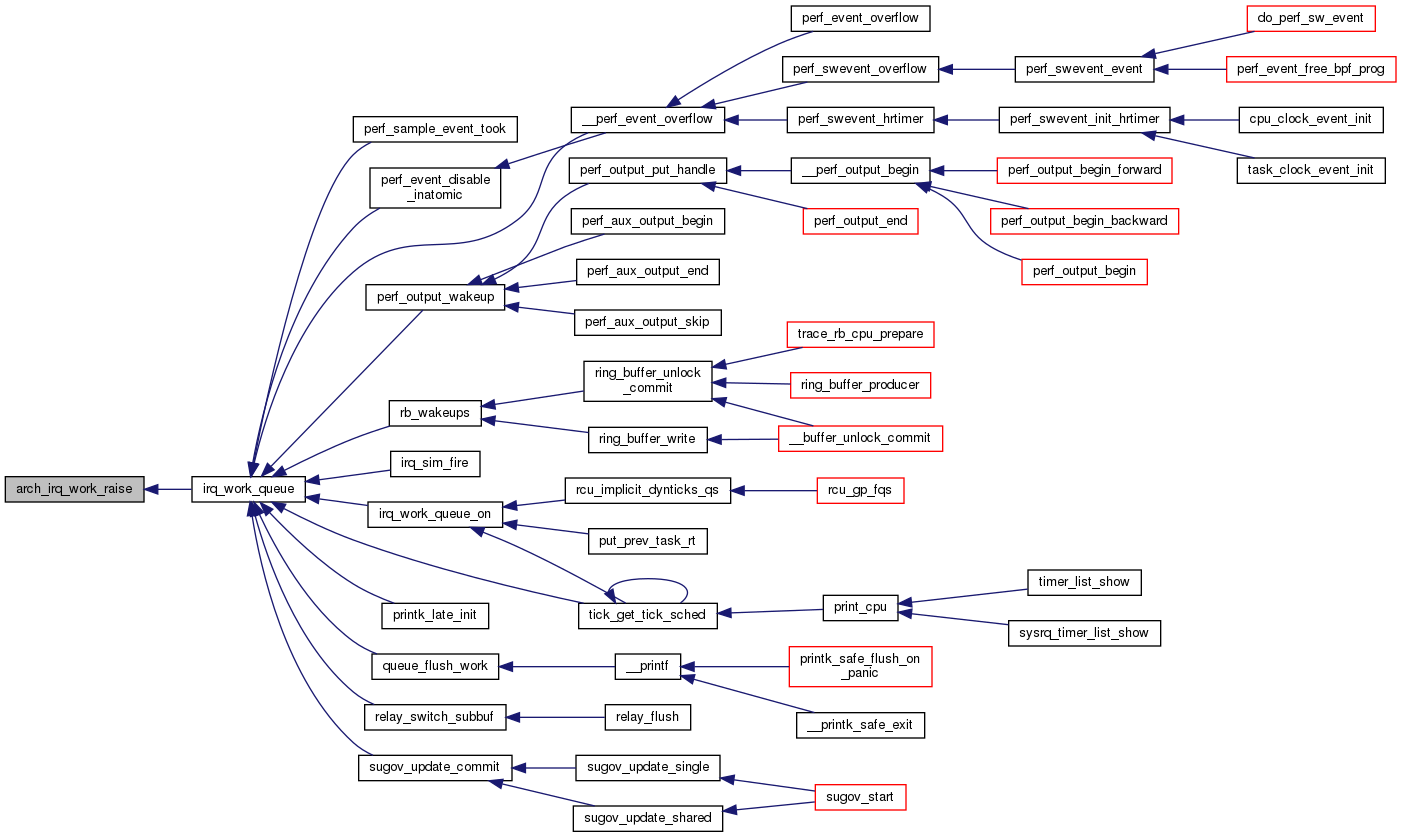 perf_event_overflow
do_perf_sw_event
perf_swevent_overflow
perf_swevent_event
perf_event_free_bpf_prog
perf_sample_event_took
__perf_event_overflow
perf_swevent_hrtimer
perf_swevent_init_hrtimer
cpu_clock_event_init
perf_event_disable
_inatomic
perf_output_put_handle
__perf_output_begin
perf_output_begin_forward
task_clock_event_init
perf_aux_output_begin
perf_output_end
perf_output_begin_backward
perf_aux_output_end
perf_output_begin
perf_output_wakeup
perf_aux_output_skip
trace_rb_cpu_prepare
ring_buffer_unlock
_commit
ring_buffer_producer
rb_wakeups
ring_buffer_write
__buffer_unlock_commit
irq_sim_fire
arch_irq_work_raise
irq_work_queue
rcu_implicit_dynticks_qs
rcu_gp_fqs
irq_work_queue_on
put_prev_task_rt
timer_list_show
printk_late_init
tick_get_tick_sched
print_cpu
sysrq_timer_list_show
queue_flush_work
__printf
printk_safe_flush_on
_panic
relay_switch_subbuf
relay_flush
__printk_safe_exit
sugov_update_commit
sugov_update_single
sugov_start
sugov_update_shared